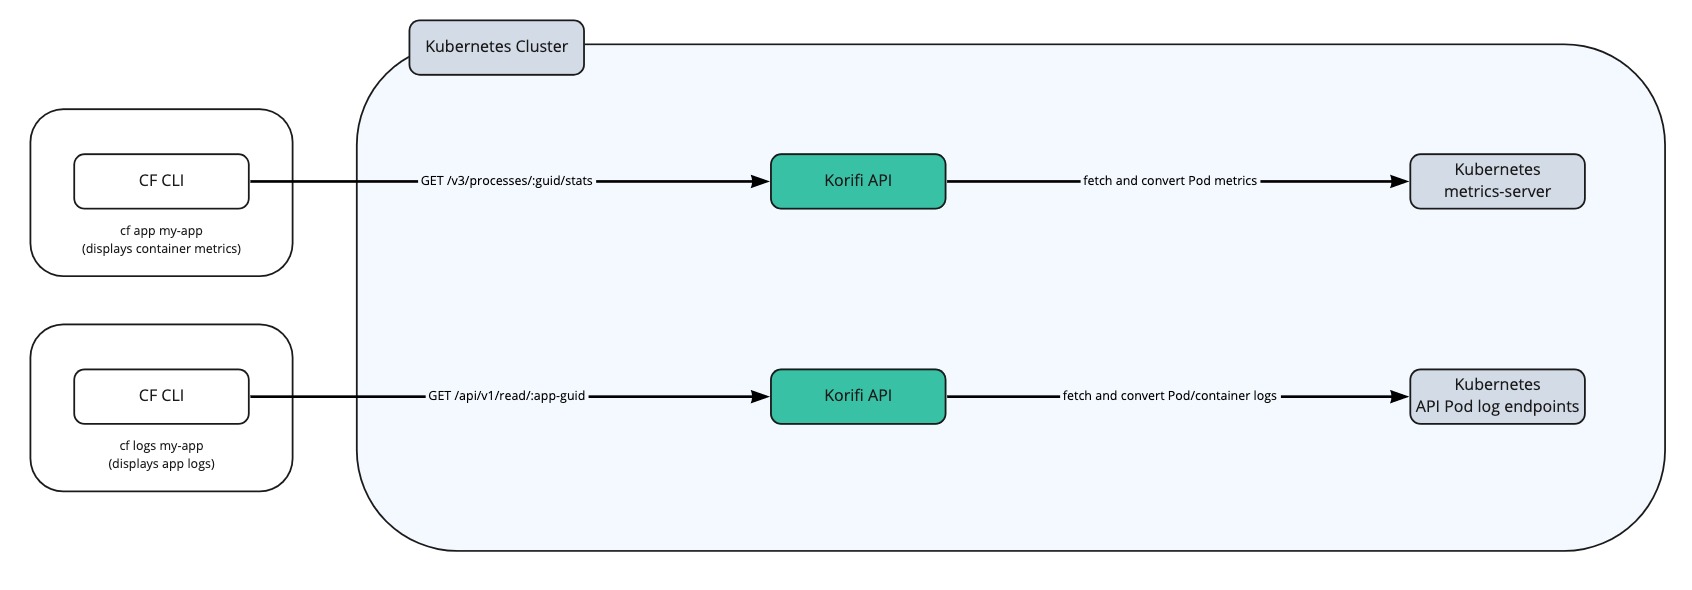 Kubernetes Cluster
CF CLI
cf app my-app
(displays container metrics)
GET /v3/processes/:guid/stats
Korifi API
fetch and convert Pod metrics
Kubernetes
metrics-server
CF CLI
cf logs my-app
(displays app logs)
GET /api/v1/read/:app-guid
Korifi API
fetch and convert Pod/container logs
Kubernetes
API Pod log endpoints